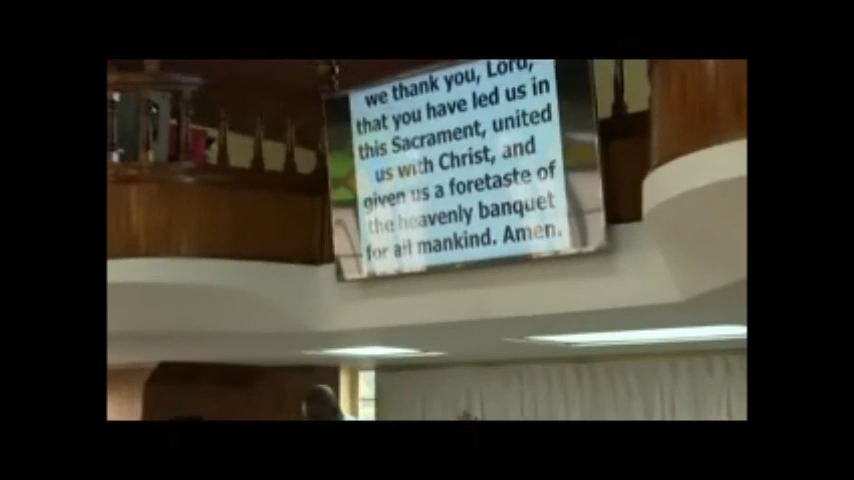 we thank you, Lord,
that you have led us in
this Sacrament, united
us with Christ, and
given us a foretaste of
the heavenly banquet
for all mankind. Amen.